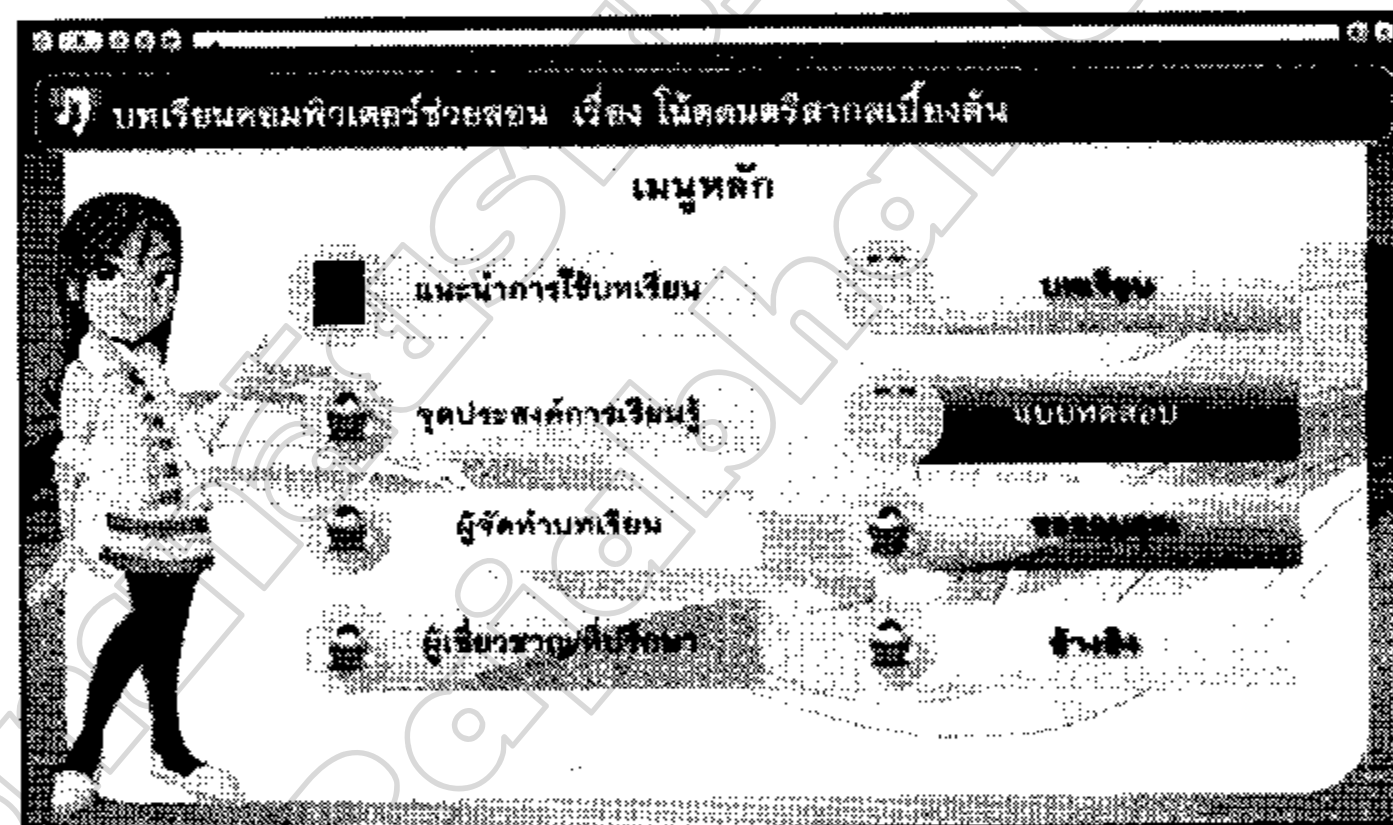 บทเรียนคอมพิวเตอร์ช่วยสอน เรื่อง โน้ตดนตรีสากลเบื้องต้น
เมนูหลัก
แนะนำการใช้บทเรียน บทเรียน
จุดประสงค์การเรียนรู้ แบบทดสอบ
ผู้จัดทำบทเรียน
ผู้เชี่ยวชาญ/ที่ปรึกษา อ้างอิง